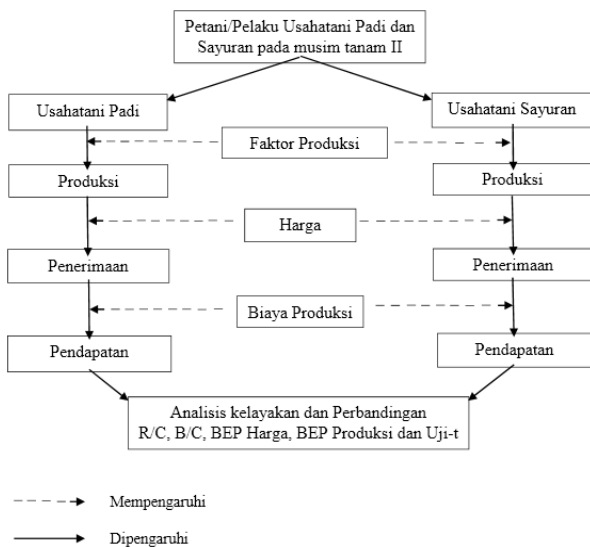 Petani/Pelaku Usahatani Padi dan
Sayuran pada musim tanam II
Usahatani Padi
Usahatani Sayuran
Faktor Produksi
Produksi
Produksi
Harga
Penerimaan
Penerimaan
Biaya Produksi
Pendapatan
Pendapatan
Analisis kelayakan dan Perbandingan
R/C, B/C, BEP Harga, BEP Produksi dan Uji-t
Mempengaruhi
Dipengaruhi